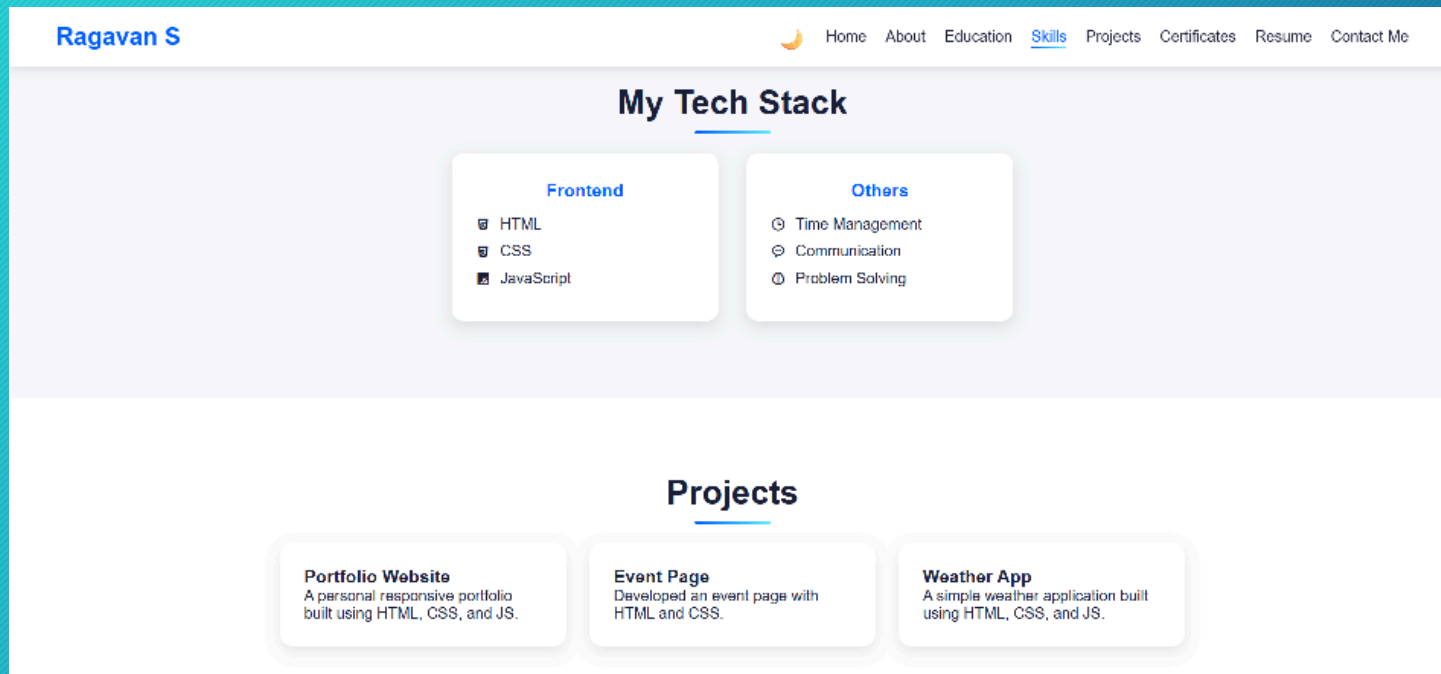 Ragavan S
Home About Education Skills Projects Certificates Resume Contact Me
My Tech Stack
Frontend
HTML
CSS
JavaScript
Others
Time Management
Communication
Problem Solving
Projects
Portfolio Website
A personal responsive portfolio
built using HTML, CSS, and JS.
Event Page
Developed an event page with
HTML and CSS.
Weather App
A simple weather application built
using HTML, CSS, and JS.